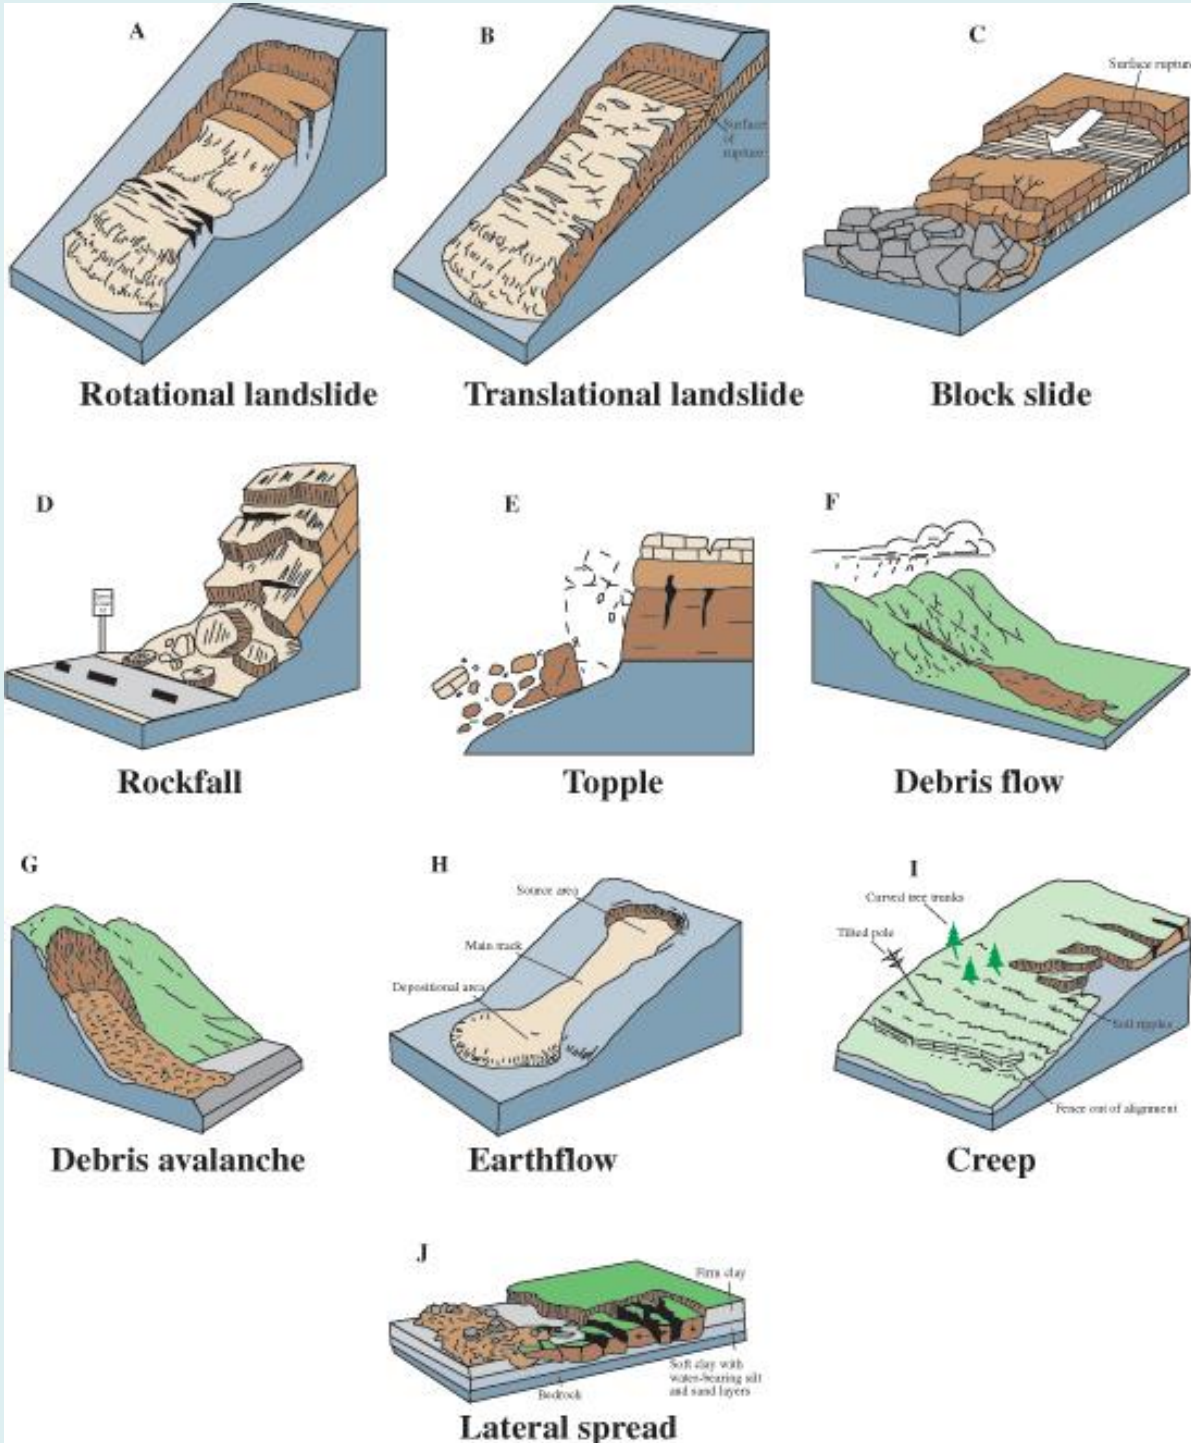 A
B
C
Surface rupture
Surface
of
rupture
Toe
Rotational landslide
Translational landslide
Block slide
D
E
F
Rockfall
Topple
Debris flow
G
H
I
Source area
Curved tree trunks
Main track
Tilted pole
Depositional area
Soil ripples
Fence out of alignment
Debris avalanche
Earthflow
Creep
J
Firm clay
Soft clay with
water-bearing silt
and sand layers
Bedrock
Lateral spread